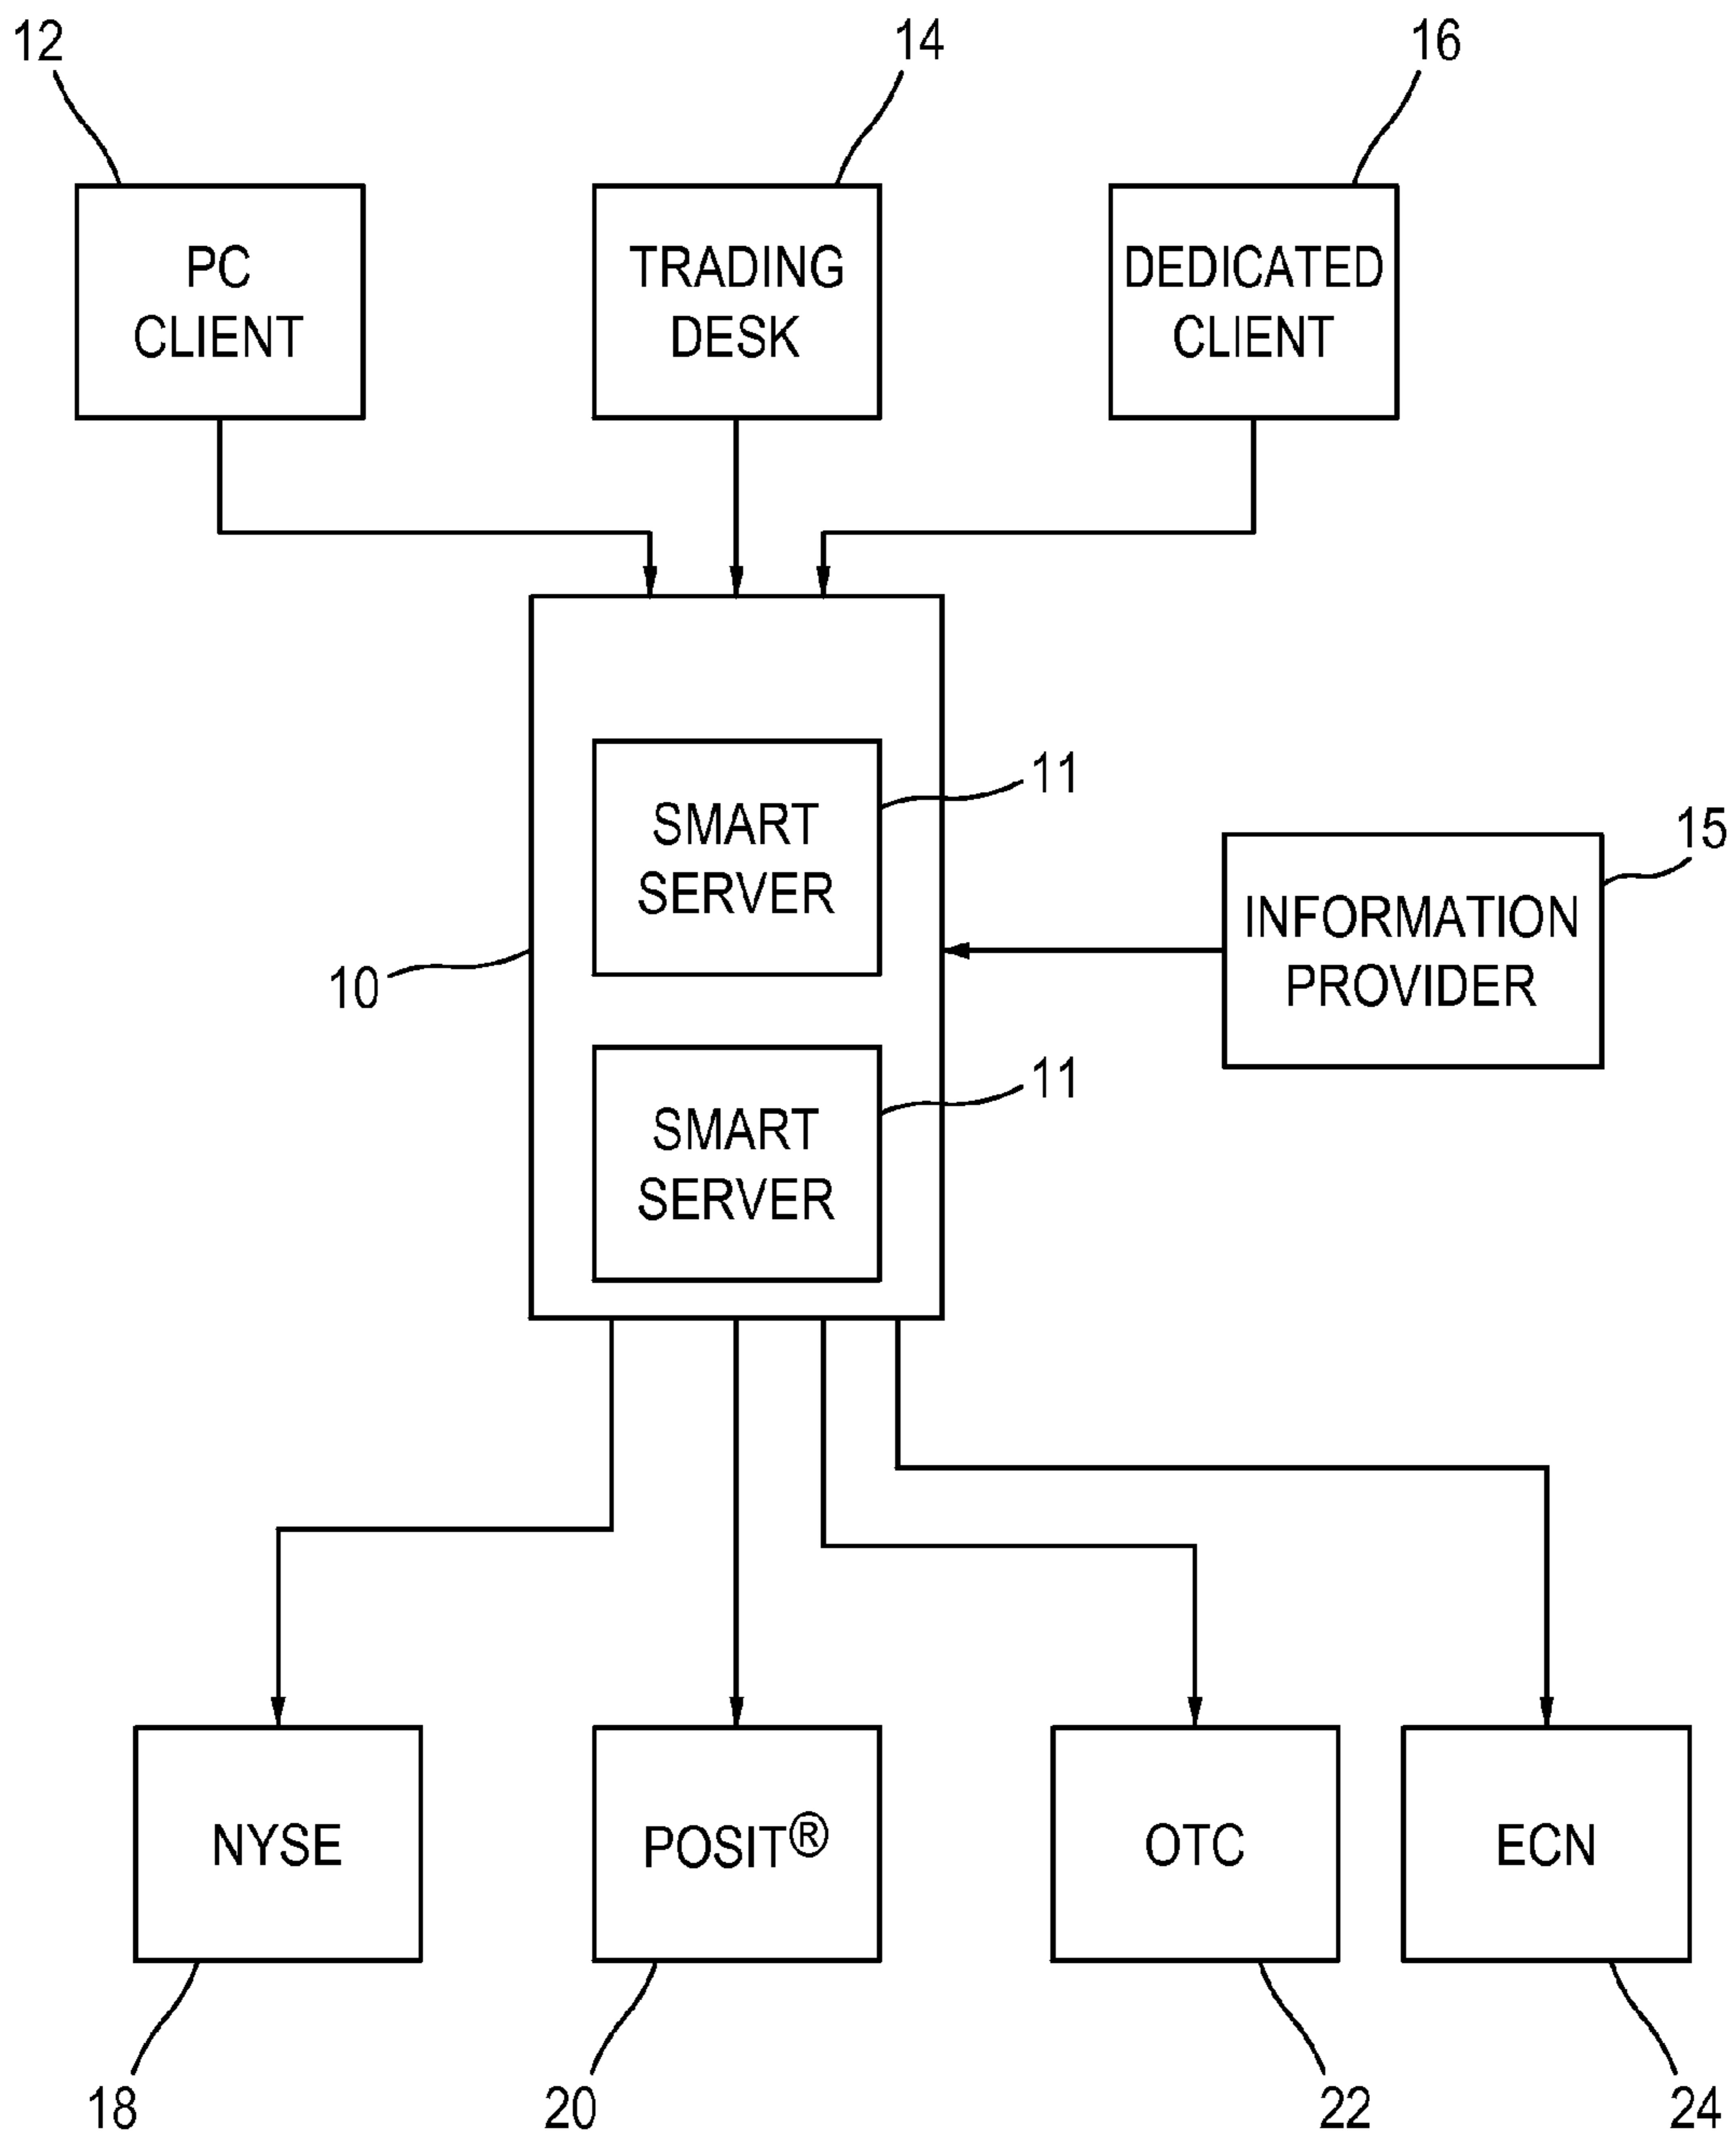 12
14
16
PC
CLIENT
TRADING
DESK
DEDICATED
CLIENT
SMART
SERVER
11
15
INFORMATION
PROVIDER
10
SMART
SERVER
11
NYSE
POSIT®
OTC
ECN
18
20
22
24